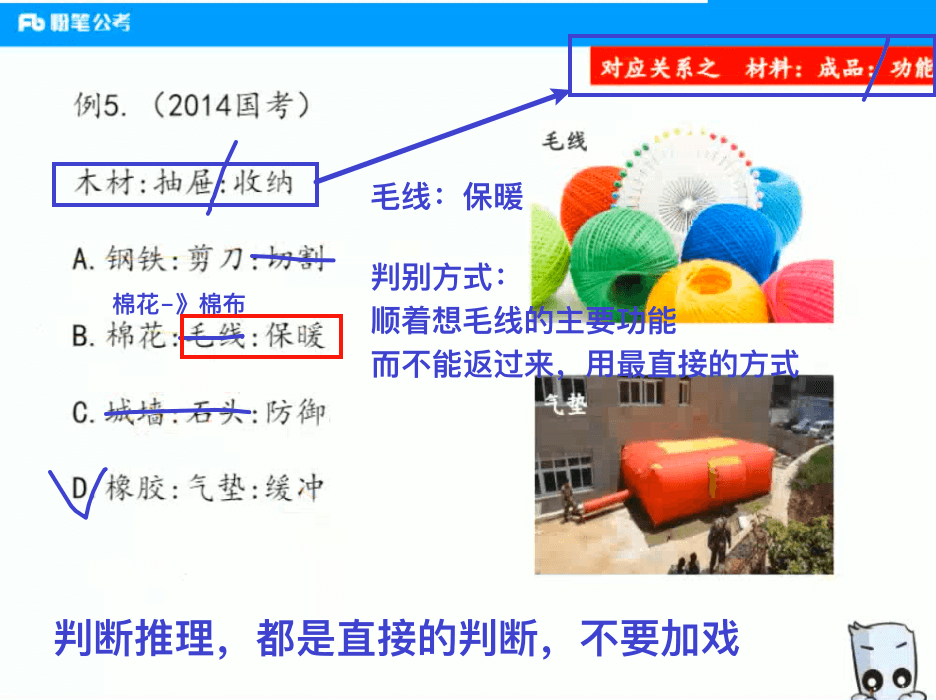 粉笔公考
对应关系之 材料：成品：功能
例5.（2014国考）
木材:抽屉:收纳
A.钢铁:剪刀:切割
棉花-》棉布
B.棉花:毛线:保暖
C.城墙:石头:防御
D.橡胶:气垫:缓冲
毛线
毛线：保暖
判别方式：
顺着想毛线的主要功能
而不能返过来，用最直接的方式
气垫
判断推理，都是直接的判断，不要加戏